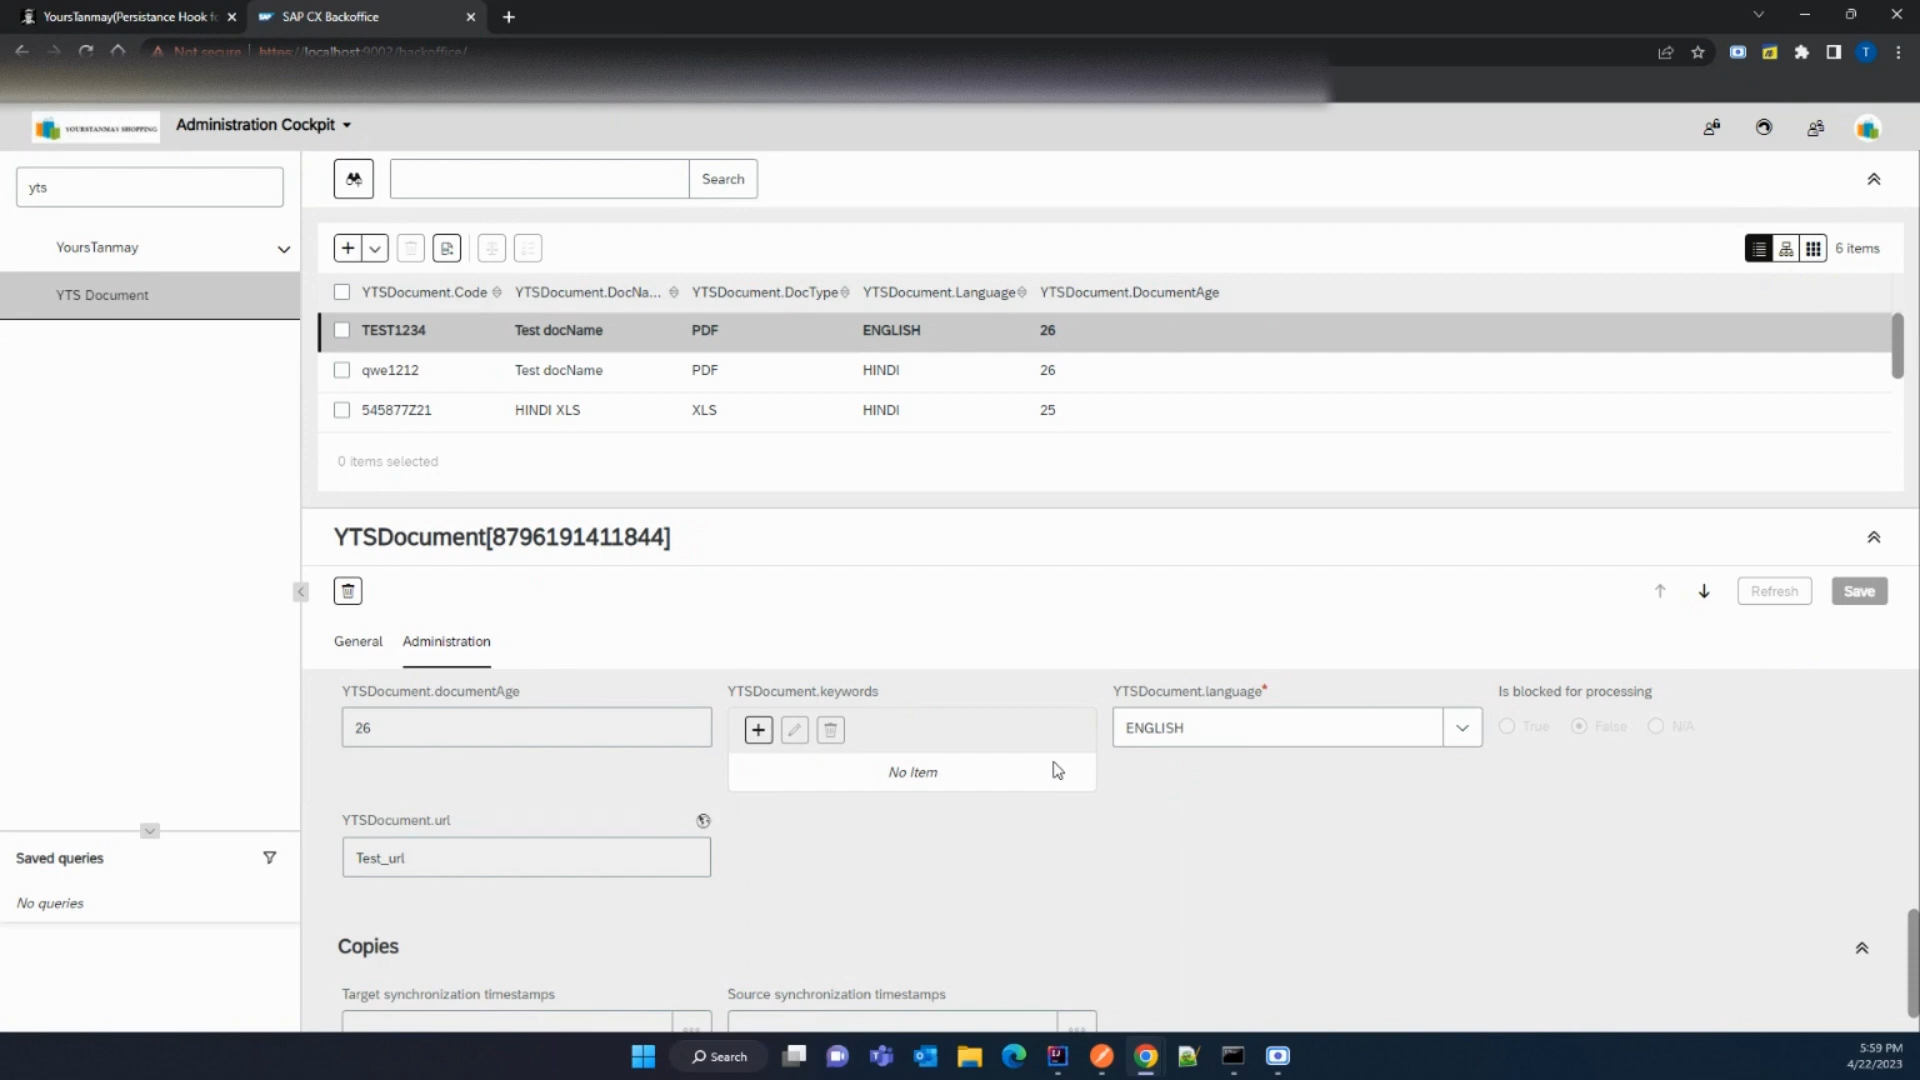 YoursTanmay(Persistance Hook fo
SAP CX Backoffice
Not secure
https://localhost:9002/backoffice/
T
YOURSTANMAY SHOPPING
Administration Cockpit
yts
Search
YoursTanmay
YTS Document
6 items
YTSDocument.Code
YTSDocument.DocNa...
YTSDocument.DocType
YTSDocument.Language
YTSDocument.DocumentAge
TEST1234
Test docName
PDF
ENGLISH
26
qwe1212
Test docName
PDF
HINDI
26
545877Z21
HINDI XLS
XLS
HINDI
25
0 items selected
YTSDocument[8796191411844]
Refresh
Save
General
Administration
YTSDocument.documentAge
YTSDocument.keywords
YTSDocument.language*
Is blocked for processing
26
ENGLISH
True
False
N/A
No Item
YTSDocument.url
Test_url
Saved queries
No queries
Copies
Target synchronization timestamps
Source synchronization timestamps
Search
5:59 PM
4/22/2023